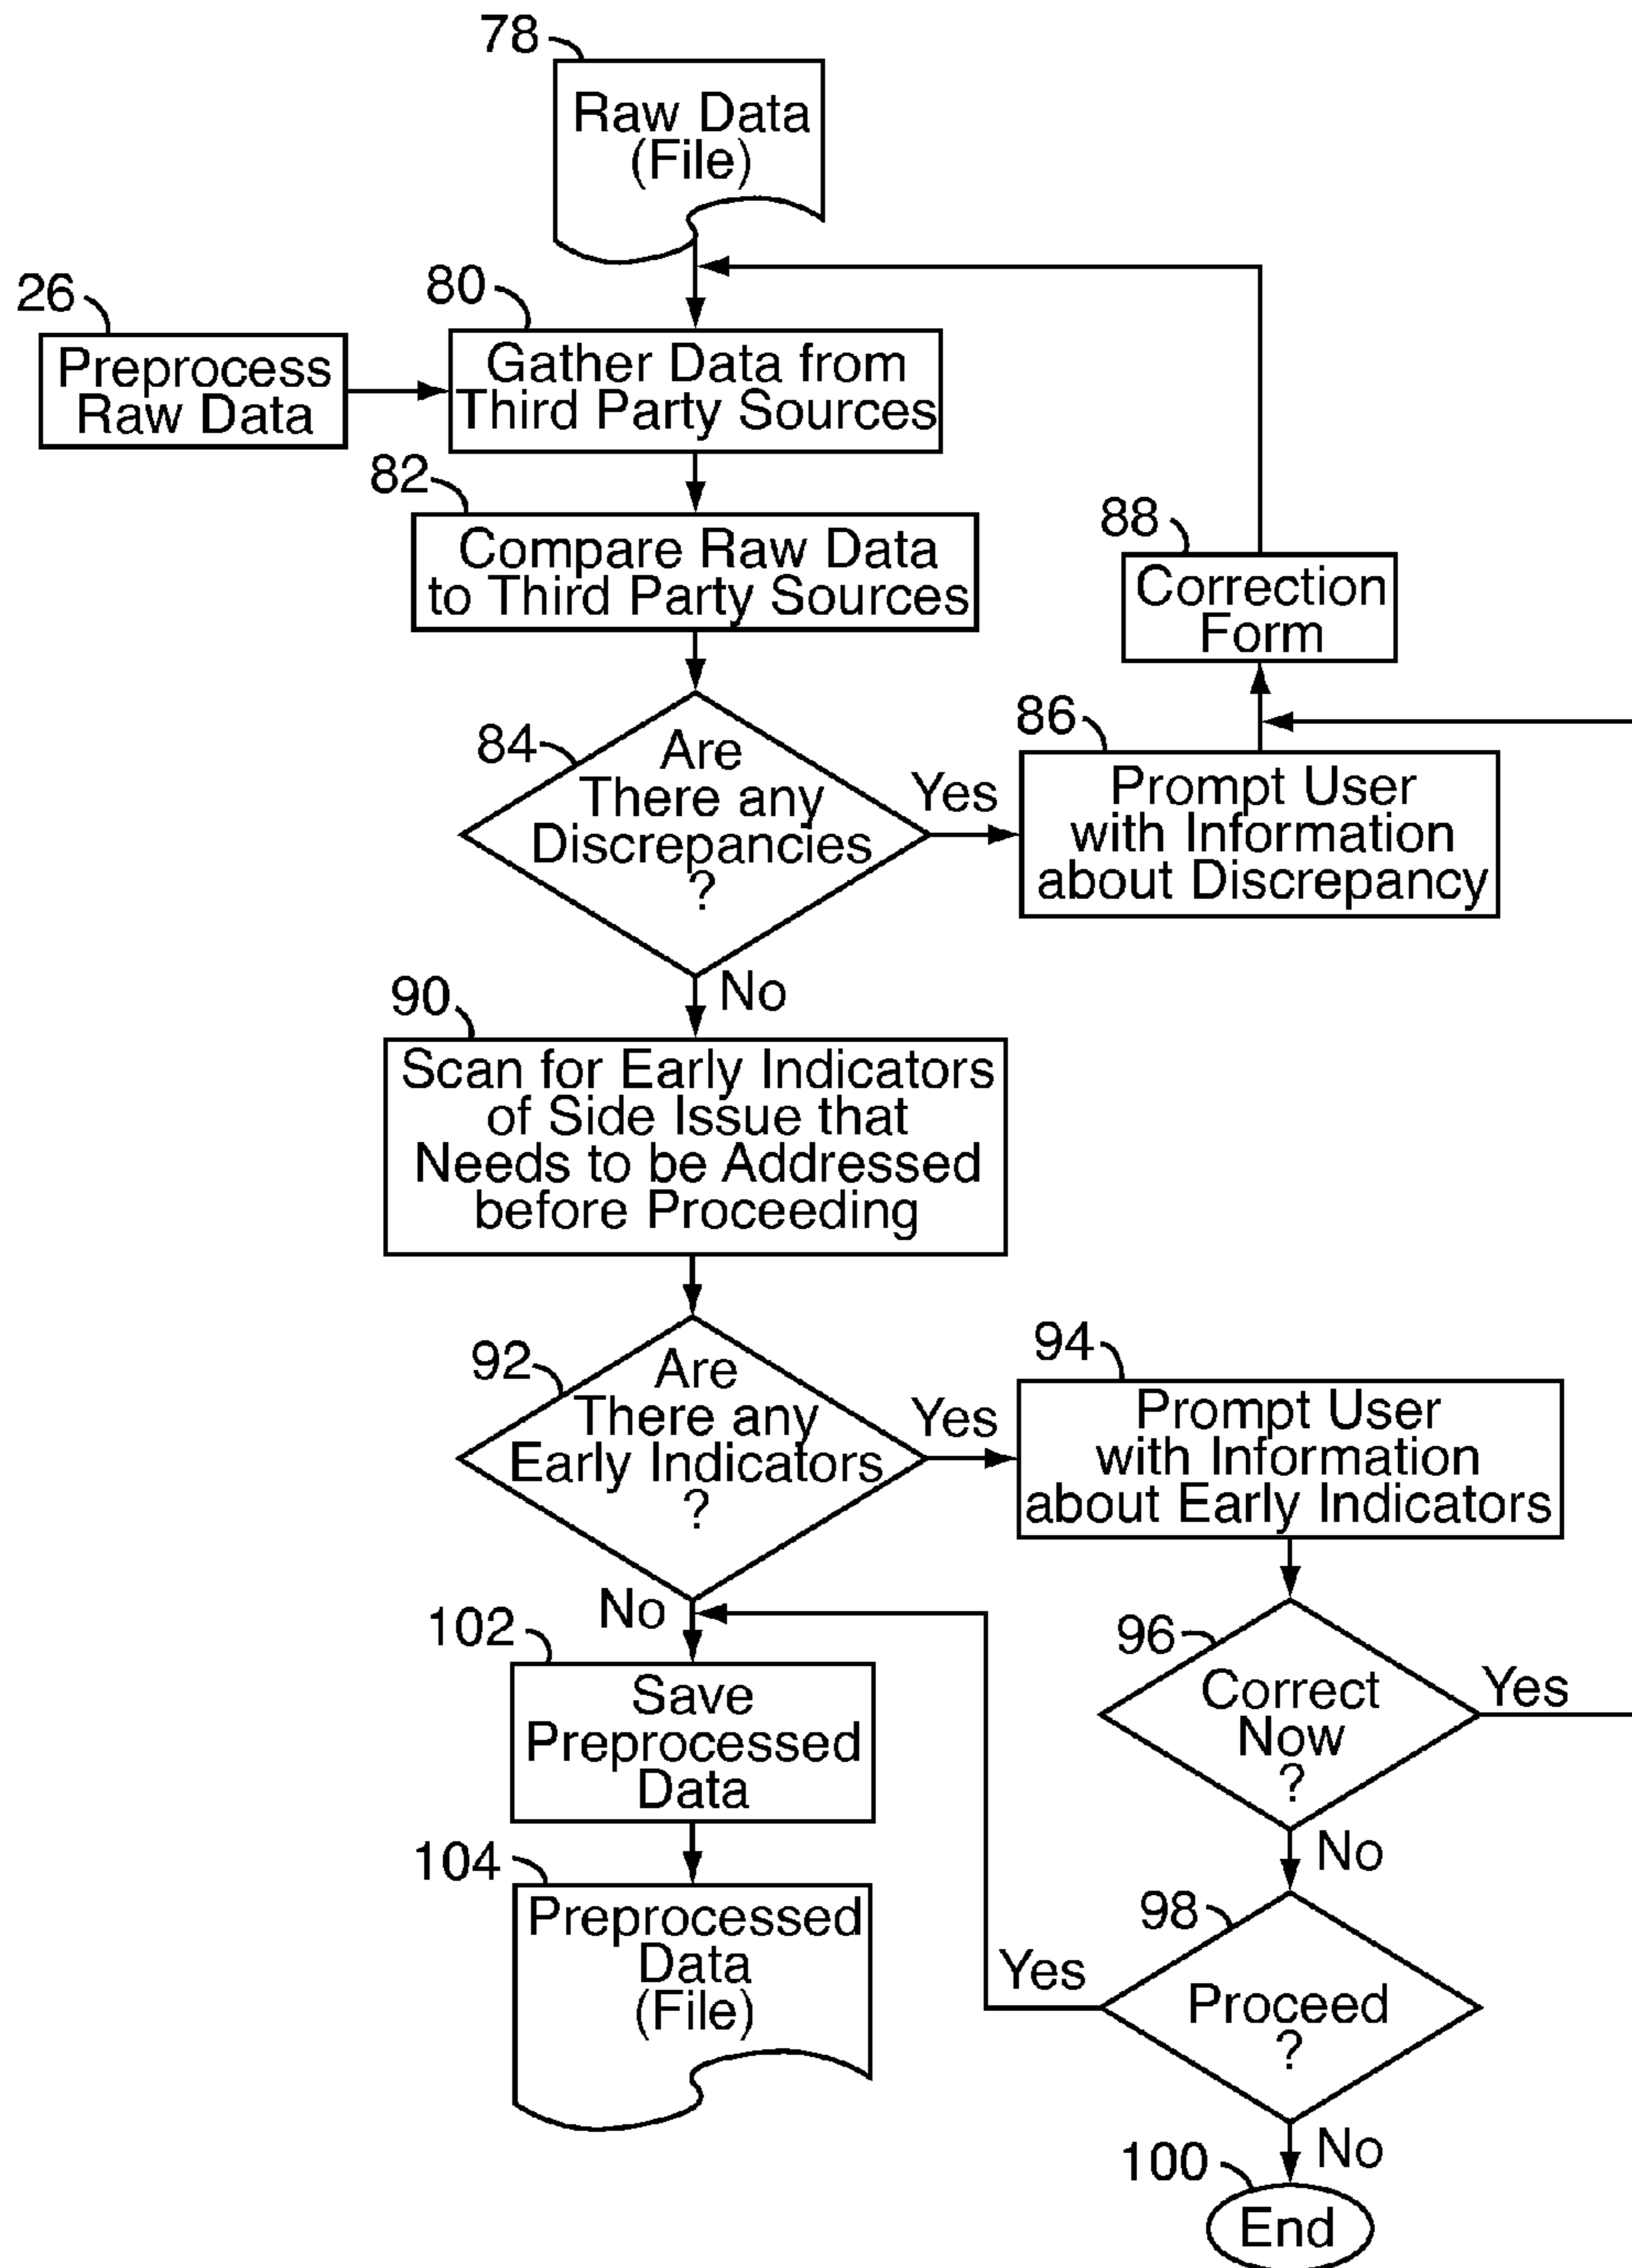 78
Raw Data
(File)
26
Preprocess
Raw Data
80
Gather Data from
Third Party Sources
82
Compare Raw Data
to Third Party Sources
88
Correction
Form
84
Are
There any
Discrepancies
?
Yes
86
Prompt User
with Information
about Discrepancy
No
90
Scan for Early Indicators
of Side Issue that
Needs to be Addressed
before Proceeding
92
Are
There any
Early Indicators
?
Yes
94
Prompt User
with Information
about Early Indicators
No
96
Correct
Now
?
Yes
102
Save
Preprocessed
Data
No
104
Preprocessed
Data
(File)
98
Proceed
?
Yes
No
100
End